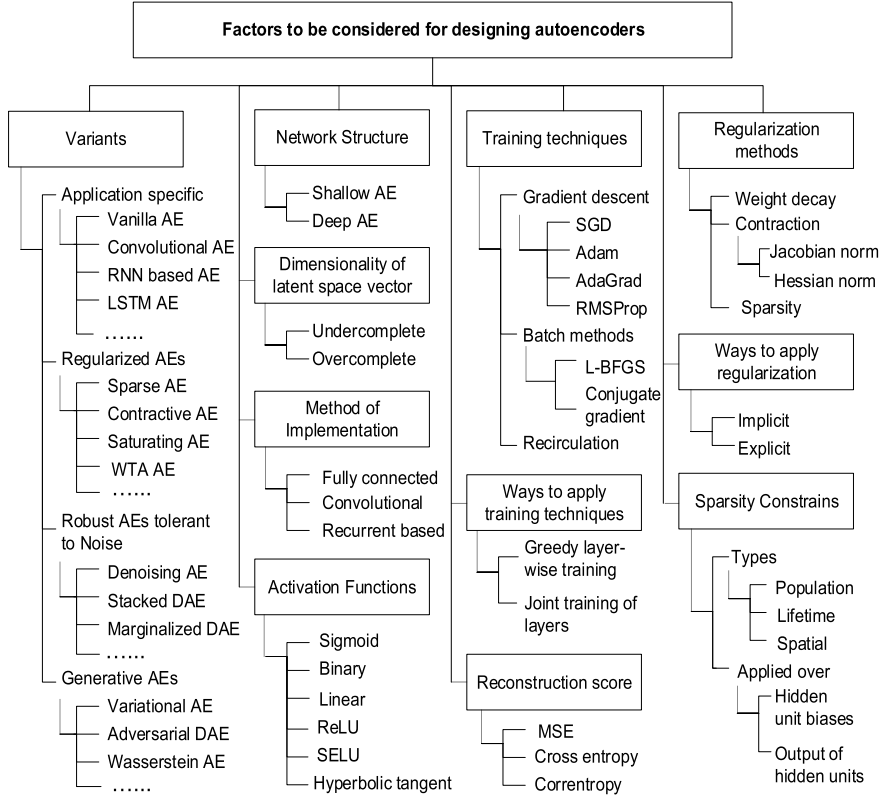 Factors to be considered for designing autoencoders
Variants
Application specific
Vanilla AE
Convolutional AE
RNN based AE
LSTM AE
......
Regularized AEs
Sparse AE
Contractive AE
Saturating AE
WTA AE
......
Robust AEs tolerant
to Noise
Denoising AE
Stacked DAE
Marginalized DAE
......
Generative AEs
Variational AE
Adversarial DAE
Wasserstein AE
......
Network Structure
Shallow AE
Deep AE
Dimensionality of
latent space vector
Undercomplete
Overcomplete
Method of
Implementation
Fully connected
Convolutional
Recurrent based
Activation Functions
Sigmoid
Binary
Linear
ReLU
SELU
Hyperbolic tangent
Training techniques
Gradient descent
SGD
Adam
AdaGrad
RMSProp
Batch methods
L-BFGS
Conjugate
gradient
Recirculation
Ways to apply
training techniques
Greedy layer-
wise training
Joint training of
layers
Reconstruction score
MSE
Cross entropy
Correntropy
Regularization
methods
Weight decay
Contraction
Jacobian norm
Hessian norm
Sparsity
Ways to apply
regularization
Implicit
Explicit
Sparsity Constrains
Types
Population
Lifetime
Spatial
Applied over
Hidden
unit biases
Output of
hidden units